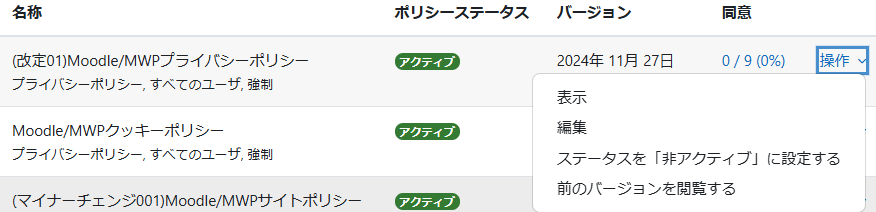 名称 ポリシーステータス バージョン 同意
(改定01)Moodle/MWPプライバシーポリシー アクティブ 2024年 11月 27日 0 / 9 (0%) 操作
プライバシーポリシー, すべてのユーザ, 強制
表示
Moodle/MWPクッキーポリシー アクティブ
編集
プライバシーポリシー, すべてのユーザ, 強制
ステータスを「非アクティブ」に設定する
前のバージョンを閲覧する
(マイナーチェンジ001)Moodle/MWPサイトポリシー アクティブ